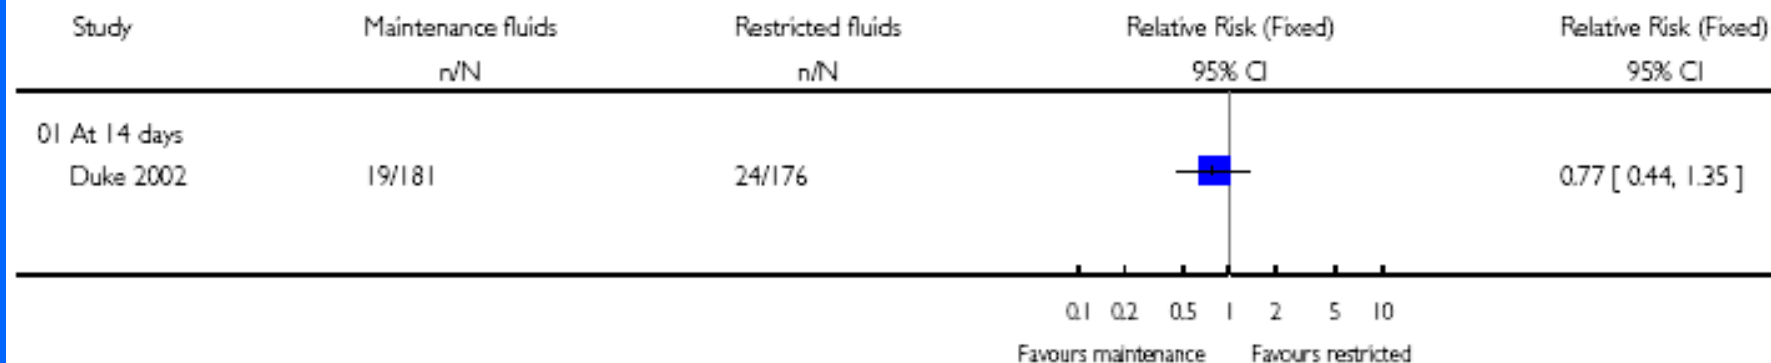 Study Maintenance fluids Restricted fluids Relative Risk (Fixed) Relative Risk (Fixed)
n/N n/N 95% CI 95% CI
01 At 14 days
Duke 2002 19/181 24/176 0.77 [ 0.44, 1.35 ]
0.1 0.2 0.5 1 2 5 10
Favours maintenance Favours restricted